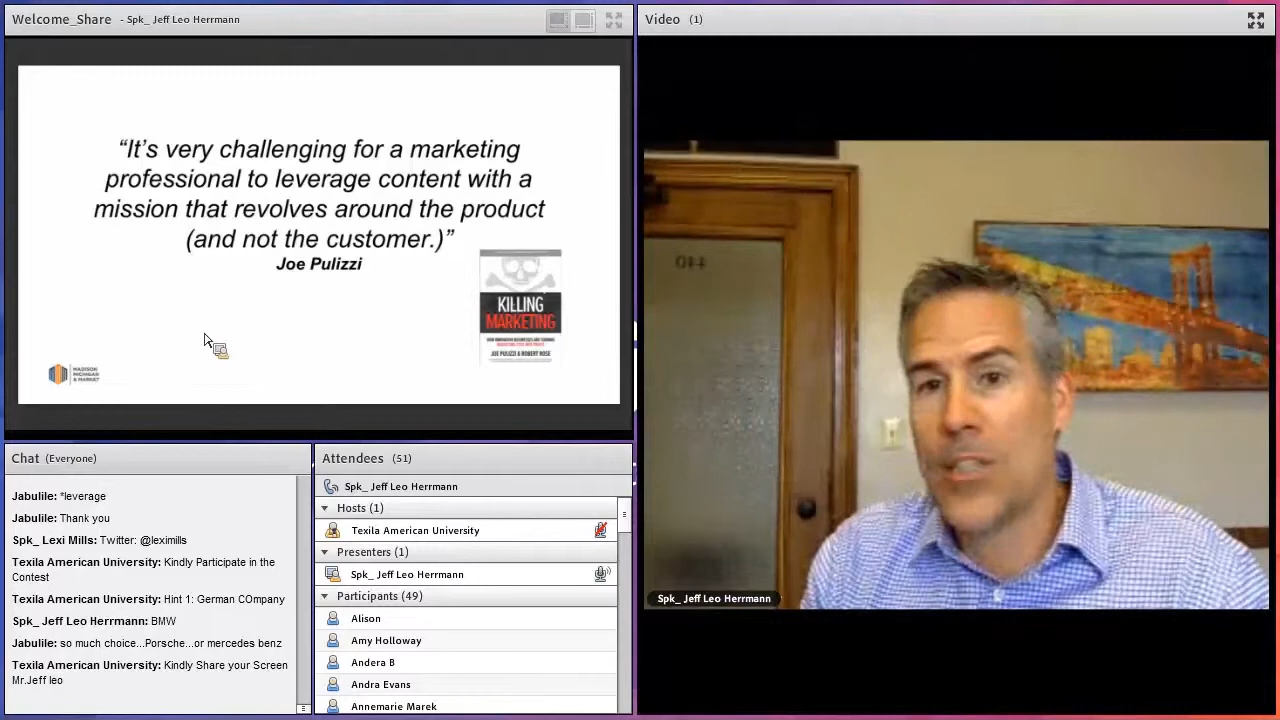 Welcome_Share - Spk_ Jeff Leo Herrmann
“It’s very challenging for a marketing
professional to leverage content with a
mission that revolves around the product
(and not the customer.)”
Joe Pulizzi
KILLING
MARKETING
JOE PULIZZI & ROBERT ROSE
MADISON
MICHIGAN
& MARKET
Chat (Everyone)
Jabulile: *leverage
Jabulile: Thank you
Spk_ Lexi Mills: Twitter: @leximills
Texila American University: Kindly Participate in the
Contest
Texila American University: Hint 1: German COmpany
Spk_ Jeff Leo Herrmann: BMW
Jabulile: so much choice...Porsche...or mercedes benz
Texila American University: Kindly Share your Screen
Mr.Jeff leo
Attendees (51)
Spk_ Jeff Leo Herrmann
Hosts (1)
Texila American University
Presenters (1)
Spk_ Jeff Leo Herrmann
Participants (49)
Alison
Amy Holloway
Andera B
Andra Evans
Annemarie Marek
Video (1)
Spk_ Jeff Leo Herrmann